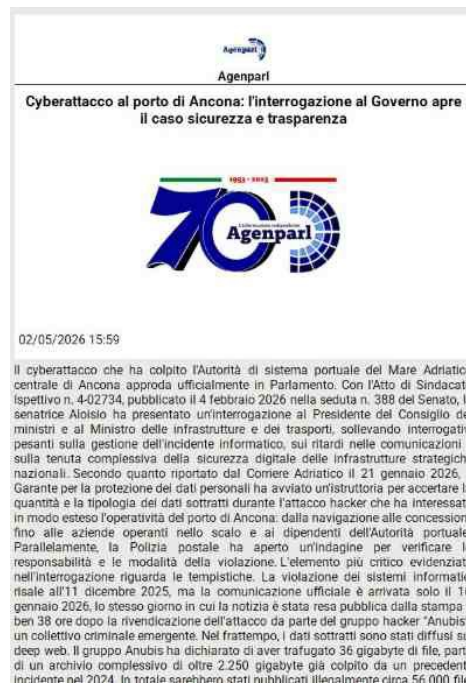 Agenparl
Agenparl
Cyberattacco al porto di Ancona: l'interrogazione al Governo apre
il caso sicurezza e trasparenza
70
Agenparl
02/05/2026 15:59
Il cyberattacco che ha colpito l'Autorità di sistema portuale del Mare Adriatico
centrale di Ancona approda ufficialmente in Parlamento. Con l'Atto di Sindacat
Ispettivo n. 4-02734, pubblicato il 4 febbraio 2026 nella seduta n. 388 del Senato, l
senatrice Aloisio ha presentato un'interrogazione al Presidente del Consiglio de
ministri e al Ministro delle infrastrutture e dei trasporti, sollevando interrogativ
pesanti sulla gestione dell'incidente informatico, sui ritardi nelle comunicazioni
sulla tenuta complessiva della sicurezza digitale delle infrastrutture strategich
nazionali. Secondo quanto riportato dal Corriere Adriatico il 21 gennaio 2026,
Garante per la protezione dei dati personali ha avviato un'istruttoria per accertare l
quantità e la tipologia dei dati sottratti durante l'attacco hacker che ha interessat
in modo esteso l'operatività del porto di Ancona: dalla navigazione alle concession
fino alle aziende operanti nello scalo e ai dipendenti dell'Autorità portuale
Parallelamente, la Polizia postale ha aperto un'indagine per verificare l
responsabilità e le modalità della violazione. L'elemento più critico evidenziat
nell'interrogazione riguarda le tempistiche. La violazione dei sistemi informatic
risale all'11 dicembre 2025, ma la comunicazione ufficiale è arrivata solo il 1
gennaio 2026, lo stesso giorno in cui la notizia è stata resa pubblica dalla stampa
ben 38 ore dopo la rivendicazione dell'attacco da parte del gruppo hacker "Anubis"
un collettivo criminale emergente. Nel frattempo, i dati sottratti sono stati diffusi su
deep web. Il gruppo Anubis ha dichiarato di aver trafugato 36 gigabyte di file, part
di un archivio complessivo di oltre 2.250 gigabyte già colpito da un precedent
incidente nel 2024. In totale sarebbero stati pubblicati illegalmente circa 56.000 file